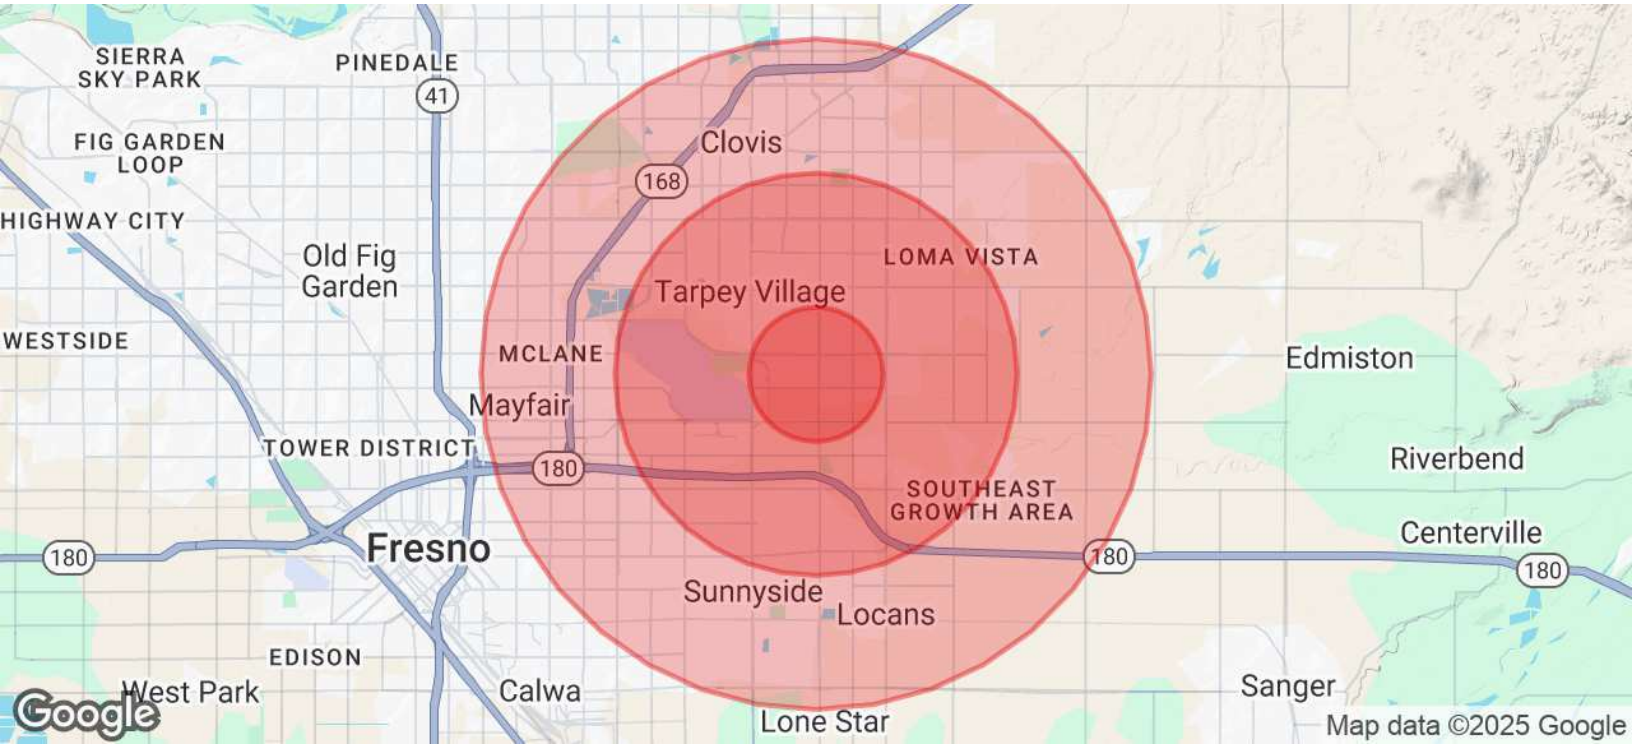 SIERRA
SKY PARK
PINEDALE
41
FIG GARDEN
LOOP
Clovis
168
HIGHWAY CITY
Old Fig
Garden
LOMA VISTA
Tarpey Village
WESTSIDE
MCLANE
Edmiston
Mayfair
TOWER DISTRICT
180
Riverbend
SOUTHEAST
GROWTH AREA
Centerville
Fresno
180
180
180
Sunnyside
Locans
EDISON
West Park
Calwa
Sanger
Google
Lone Star
Map data ©2025 Google